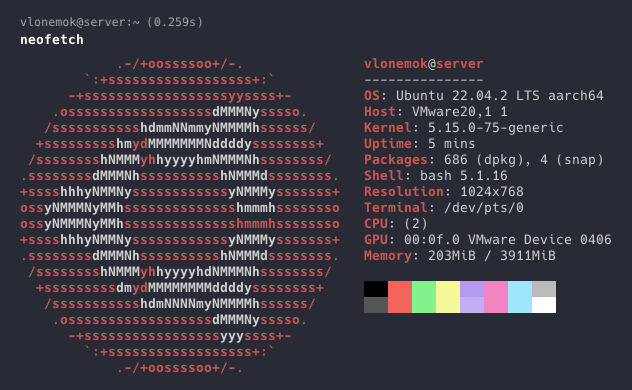 vlonemok@server:~ (0.259s)
neofetch
.-/+oossssoo+/-.
`:+ssssssssssssssssss+:`
-+ssssssssssssssssssyyssss+-
.ossssssssssssssssssdMMMNysssso.
/ssssssssssshdmmNNmmyNMMMMhssssss/
+ssssssssshmydMMMMMMMNddddyssssssss+
/sssssssshNMMMyhhyyyyhmNMMMNhssssssss/
.ssssssssdMMMNhsssssssssshNMMMdssssssss.
+sssshhhyNMMNyssssssssssssyNMMMysssssss+
ossyNMMMNyMMhsssssssssssssshmmmhssssssso
ossyNMMMNyMMhsssssssssssssshmmmhssssssso
+sssshhhyNMMNyssssssssssssyNMMMysssssss+
.ssssssssdMMMNhsssssssssshNMMMdssssssss.
/sssssssshNMMMyhhyyyyhdNMMMNhssssssss/
+sssssssssdmydMMMMMMMMddddyssssssss+
/ssssssssssshdmNNNNmyNMMMMhssssss/
.ossssssssssssssssssdMMMNysssso.
-+sssssssssssssssssyyyssss+-
`:+ssssssssssssssssss+:`
.-/+oossssoo+/-.
vlonemok@server
---------------
OS: Ubuntu 22.04.2 LTS aarch64
Host: VMware20,1 1
Kernel: 5.15.0-75-generic
Uptime: 5 mins
Packages: 686 (dpkg), 4 (snap)
Shell: bash 5.1.16
Resolution: 1024x768
Terminal: /dev/pts/0
CPU: (2)
GPU: 00:0f.0 VMware Device 0406
Memory: 203MiB / 3911MiB